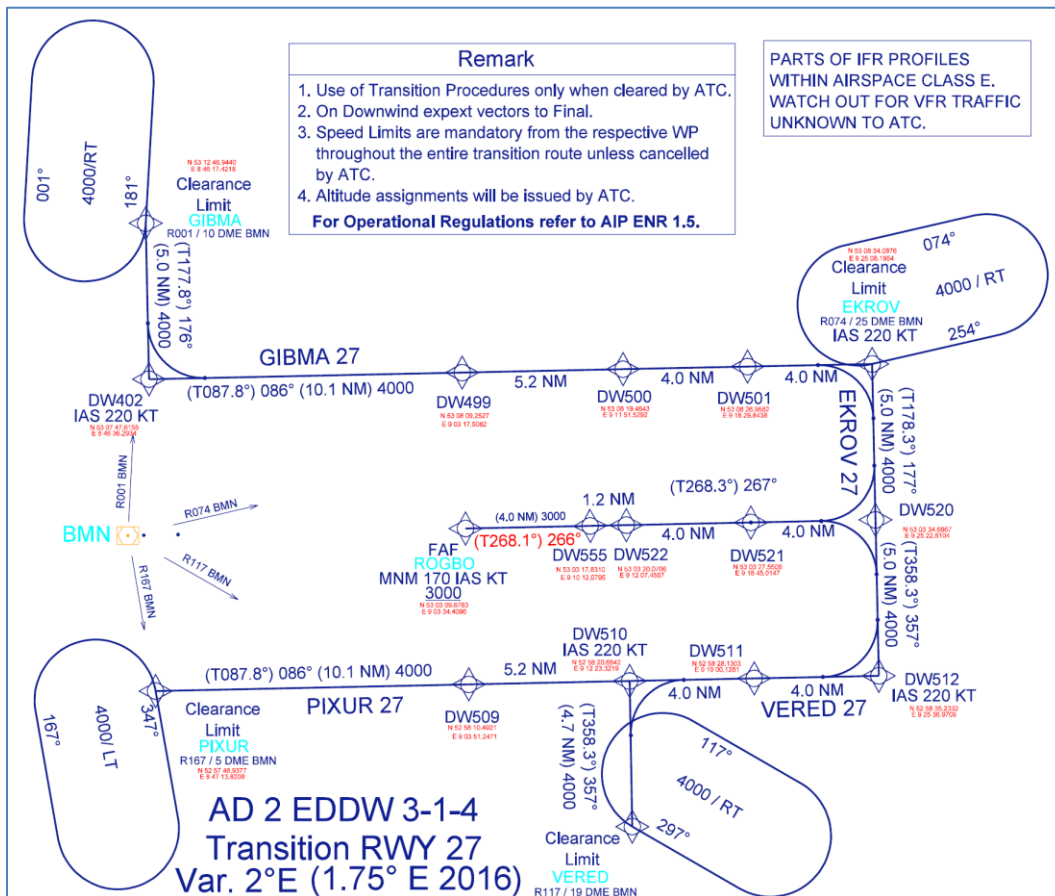 Remark
1. Use of Transition Procedures only when cleared by ATC.
2. On Downwind expext vectors to Final.
3. Speed Limits are mandatory from the respective WP
throughout the entire transition route unless cancelled
by ATC.
4. Altitude assignments will be issued by ATC.
For Operational Regulations refer to AIP ENR 1.5.
PARTS OF IFR PROFILES
WITHIN AIRSPACE CLASS E.
WATCH OUT FOR VFR TRAFFIC
UNKNOWN TO ATC.
001°
4000/RT
181°
Clearance
Limit
GIBMA
R001 / 10 DME BMN
(T177.8°) 176°
(5.0 NM) 4000
074°
Clearance
Limit
EKROV
R074 / 25 DME BMN
IAS 220 KT
4000 / RT
254°
GIBMA 27
(T087.8°) 086° (10.1 NM) 4000
5.2 NM
4.0 NM
4.0 NM
DW402
IAS 220 KT
DW499
DW500
DW501
EKROV 27
(T178.3°) 177°
(5.0 NM) 4000
R001 BMN
R074 BMN
BMN
R117 BMN
R167 BMN
(T268.3°) 267°
1.2 NM
(4.0 NM) 3000
4.0 NM
4.0 NM
DW520
(T268.1°) 266°
FAF
ROGBO
MNM 170 IAS KT
3000
DW555
DW522
DW521
(T358.3°) 357°
(5.0 NM) 4000
DW510
IAS 220 KT
DW511
(T087.8°) 086° (10.1 NM) 4000
5.2 NM
4.0 NM
4.0 NM
DW512
IAS 220 KT
PIXUR 27
VERED 27
DW509
167°
4000/ LT
347°
Clearance
Limit
PIXUR
R167 / 5 DME BMN
(T358.3°) 357°
(4.7 NM) 4000
117°
4000 / RT
297°
Clearance
Limit
VERED
R117 / 19 DME BMN
AD 2 EDDW 3-1-4
Transition RWY 27
Var. 2°E (1.75° E 2016)